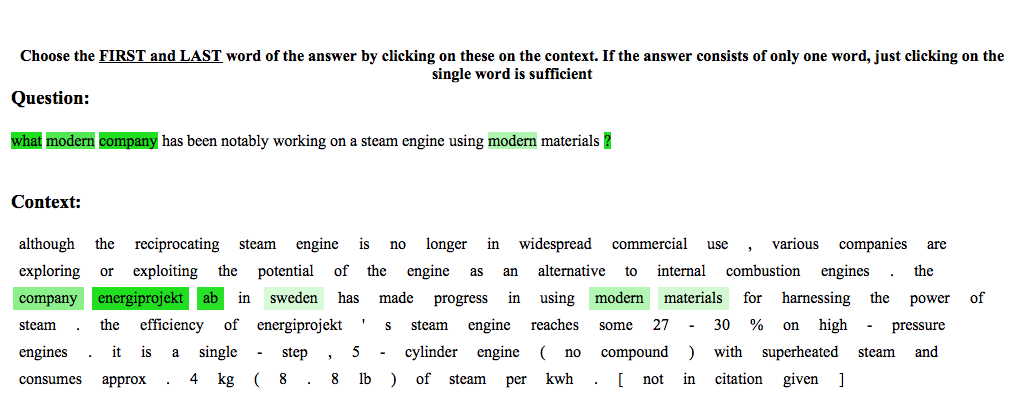 Choose the FIRST and LAST word of the answer by clicking on these on the context. If the answer consists of only one word, just clicking on the
single word is sufficient
Question:
what modern company has been notably working on a steam engine using modern materials ?
Context:
although the reciprocating steam engine is no longer in widespread commercial use , various companies are
exploring or exploiting the potential of the engine as an alternative to internal combustion engines . the
company energiprojekt ab in sweden has made progress in using modern materials for harnessing the power of
steam . the efficiency of energiprojekt ' s steam engine reaches some 27 - 30 % on high - pressure
engines . it is a single - step , 5 - cylinder engine ( no compound ) with superheated steam and
consumes approx . 4 kg ( 8 . 8 lb ) of steam per kwh . [ not in citation given ]